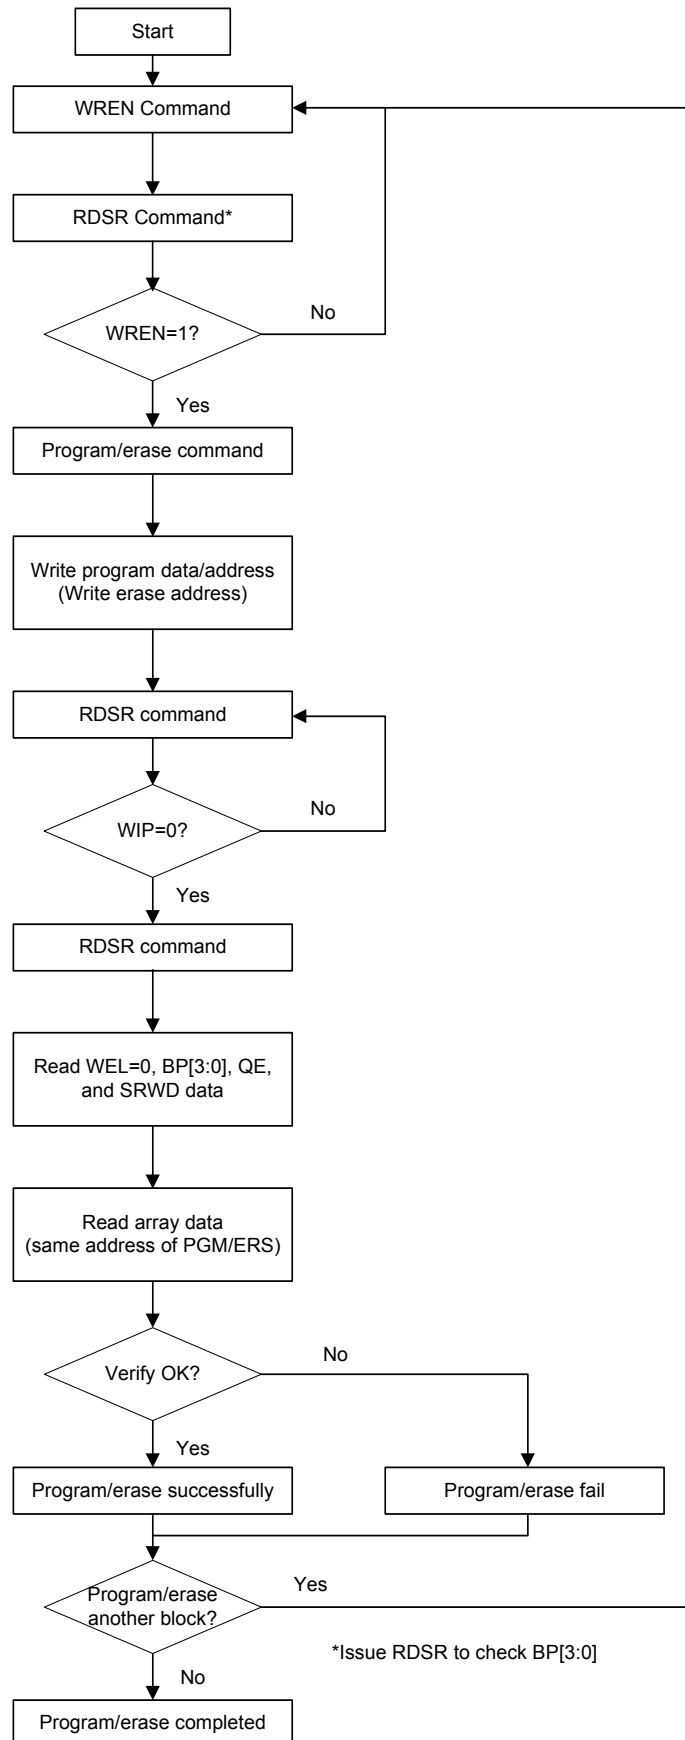 Start
WREN Command
RDSR Command*
WREN=1?
No
Yes
Program/erase command
Write program data/address
(Write erase address)
RDSR command
WIP=0?
No
Yes
RDSR command
Read WEL=0, BP[3:0], QE,
and SRWD data
Read array data
(same address of PGM/ERS)
Verify OK?
No
Yes
Program/erase successfully
Program/erase fail
Program/erase
another block?
Yes
*Issue RDSR to check BP[3:0]
No
Program/erase completed